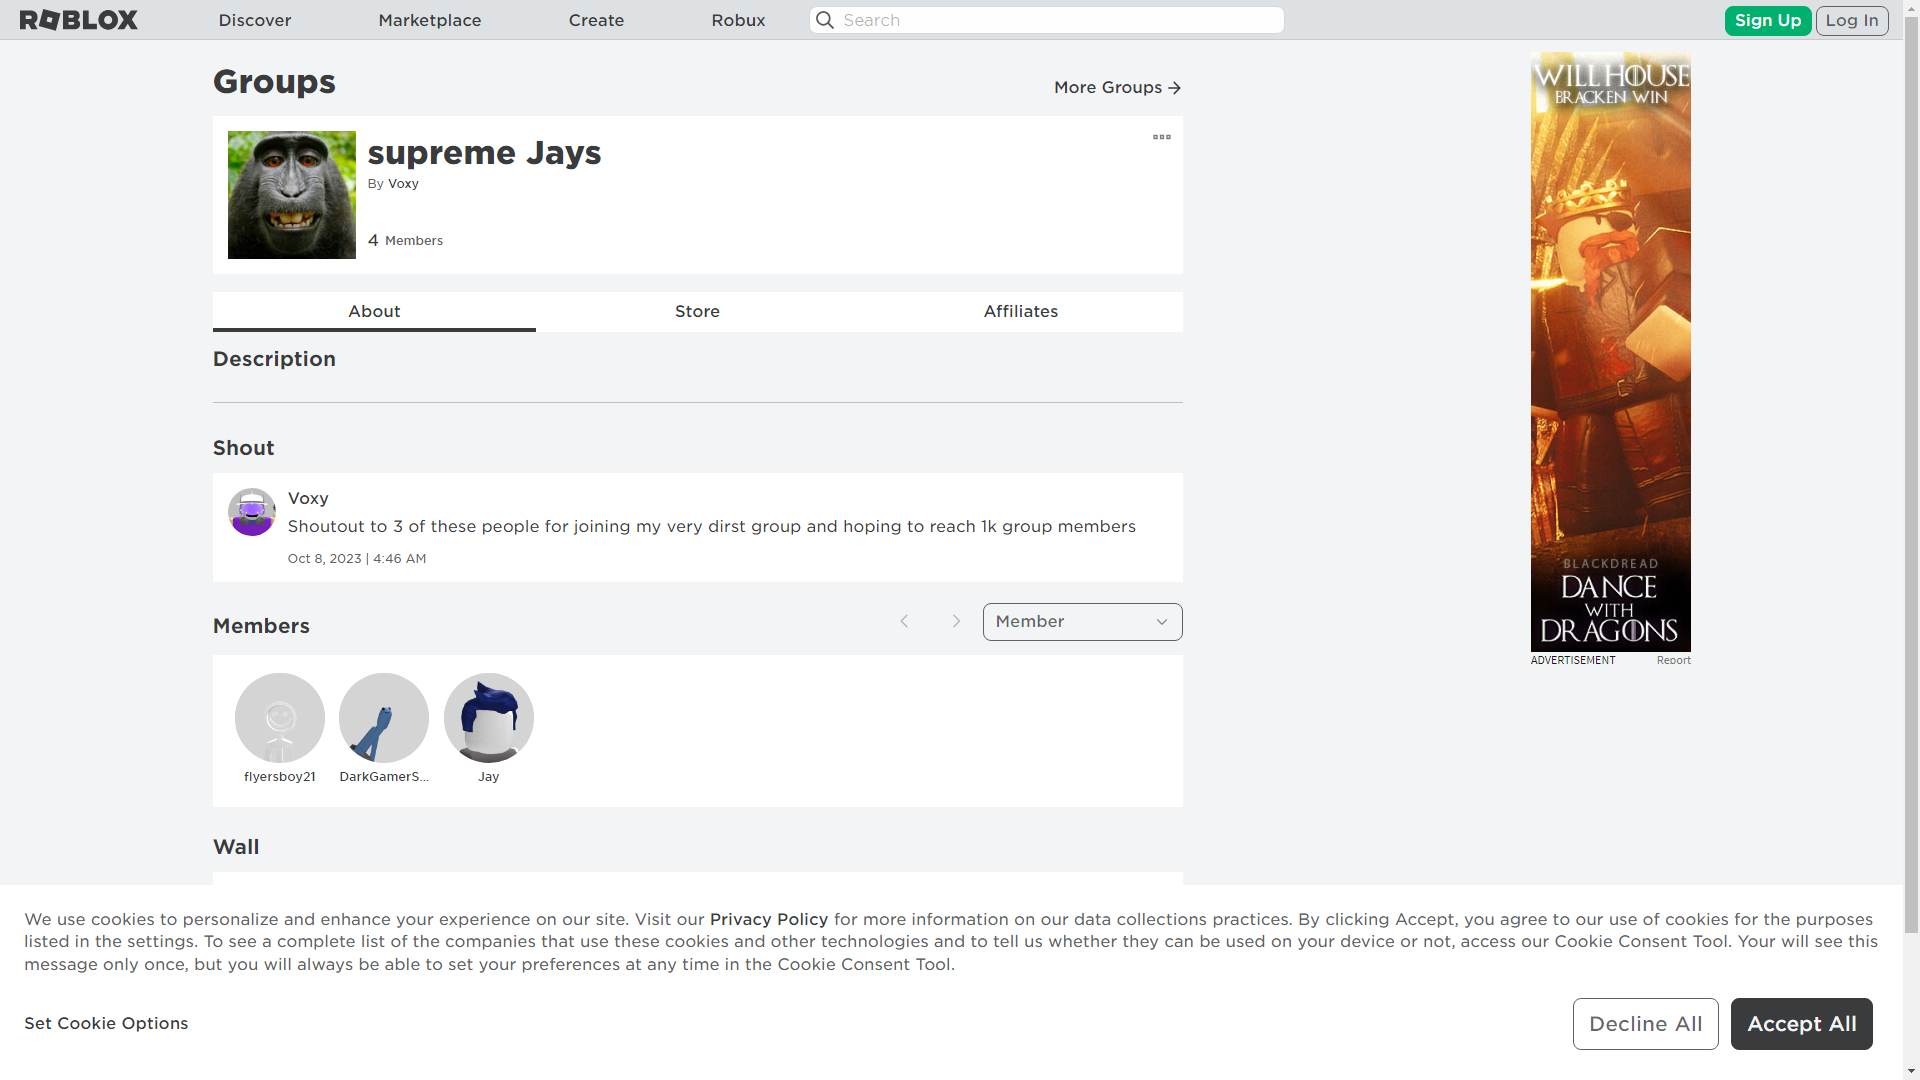 ROBLOX
Discover
Marketplace
Create
Robux
Search
Sign Up
Log In
Groups
More Groups
supreme Jays
By Voxy
4 Members
About
Store
Affiliates
Description
Shout
Voxy
Shoutout to 3 of these people for joining my very dirst group and hoping to reach 1k group members
Oct 8, 2023 | 4:46 AM
Members
Member
flyersboy21
DarkGamerS...
Jay
Wall
WILL HOUSE
BRACKEN WIN
BLACKDREAD
DANCE
WITH
DRAGONS
ADVERTISEMENT
Report
We use cookies to personalize and enhance your experience on our site. Visit our Privacy Policy for more information on our data collections practices. By clicking Accept, you agree to our use of cookies for the purposes
listed in the settings. To see a complete list of the companies that use these cookies and other technologies and to tell us whether they can be used on your device or not, access our Cookie Consent Tool. Your will see this
message only once, but you will always be able to set your preferences at any time in the Cookie Consent Tool.
Set Cookie Options
Decline All
Accept All